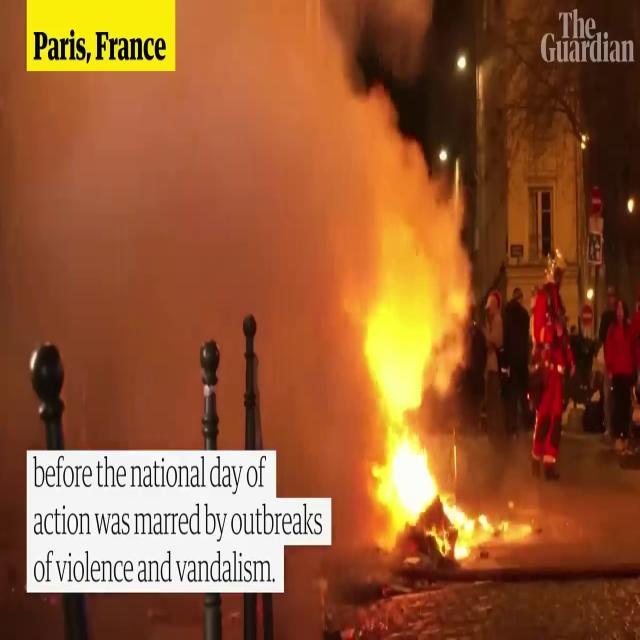 Paris, France
The
Guardian
before the national day of
action was marred by outbreaks
of violence and vandalism.